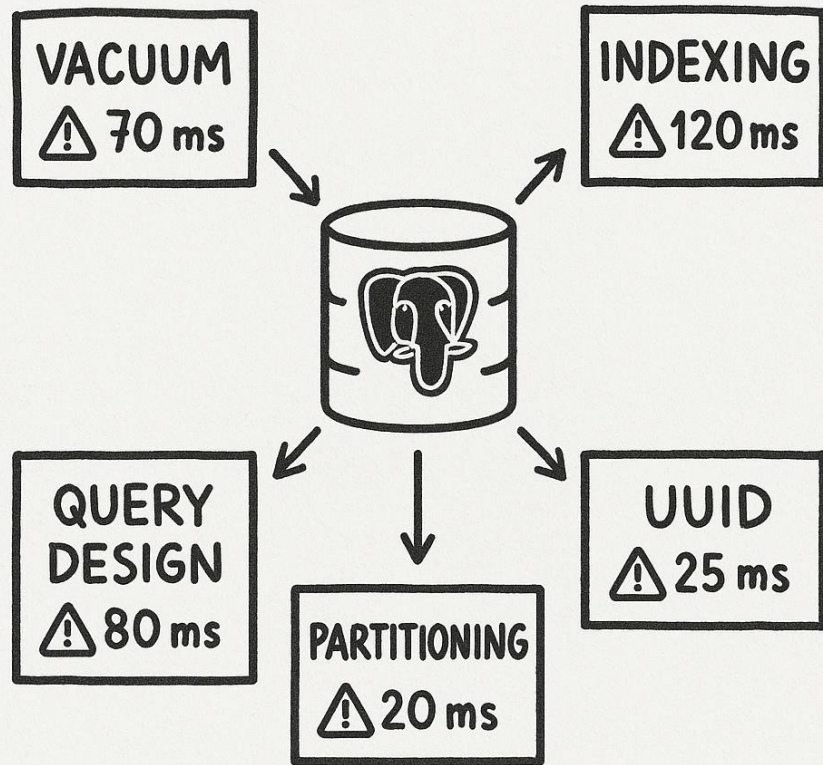 VACUUM
⚠ 70 ms
INDEXING
⚠ 120 ms
QUERY
DESIGN
⚠ 80 ms
PARTITIONING
⚠ 20 ms
UUID
⚠ 25 ms